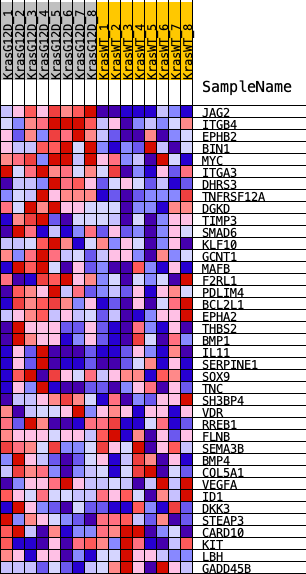 KrasG12D_1
KrasG12D_2
KrasG12D_3
KrasG12D_4
KrasG12D_5
KrasG12D_6
KrasG12D_7
KrasG12D_8
KrasWT_1
KrasWT_2
KrasWT_3
KrasWT_4
KrasWT_5
KrasWT_6
KrasWT_7
KrasWT_8
SampleName
JAG2
ITGB4
EPHB2
BIN1
MYC
ITGA3
DHRS3
TNFRSF12A
DGKD
TIMP3
SMAD6
KLF10
GCNT1
MAFB
F2RL1
PDLIM4
BCL2L1
EPHA2
THBS2
BMP1
IL11
SERPINE1
SOX9
TNC
SH3BP4
VDR
RREB1
FLNB
SEMA3B
BMP4
COL5A1
VEGFA
ID1
DKK3
STEAP3
CARD10
KIT
LBH
GADD45B